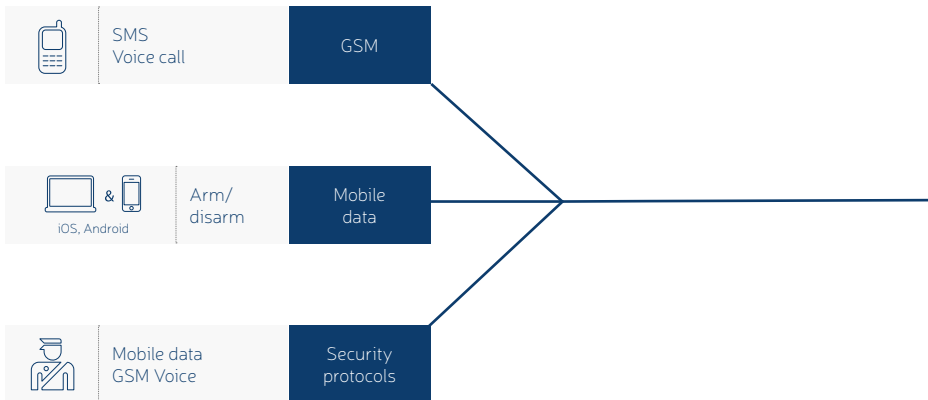 SMS
Voice call
GSM
&
iOS, Android
Arm/
disarm
Mobile
data
Mobile data
GSM Voice
Security
protocols